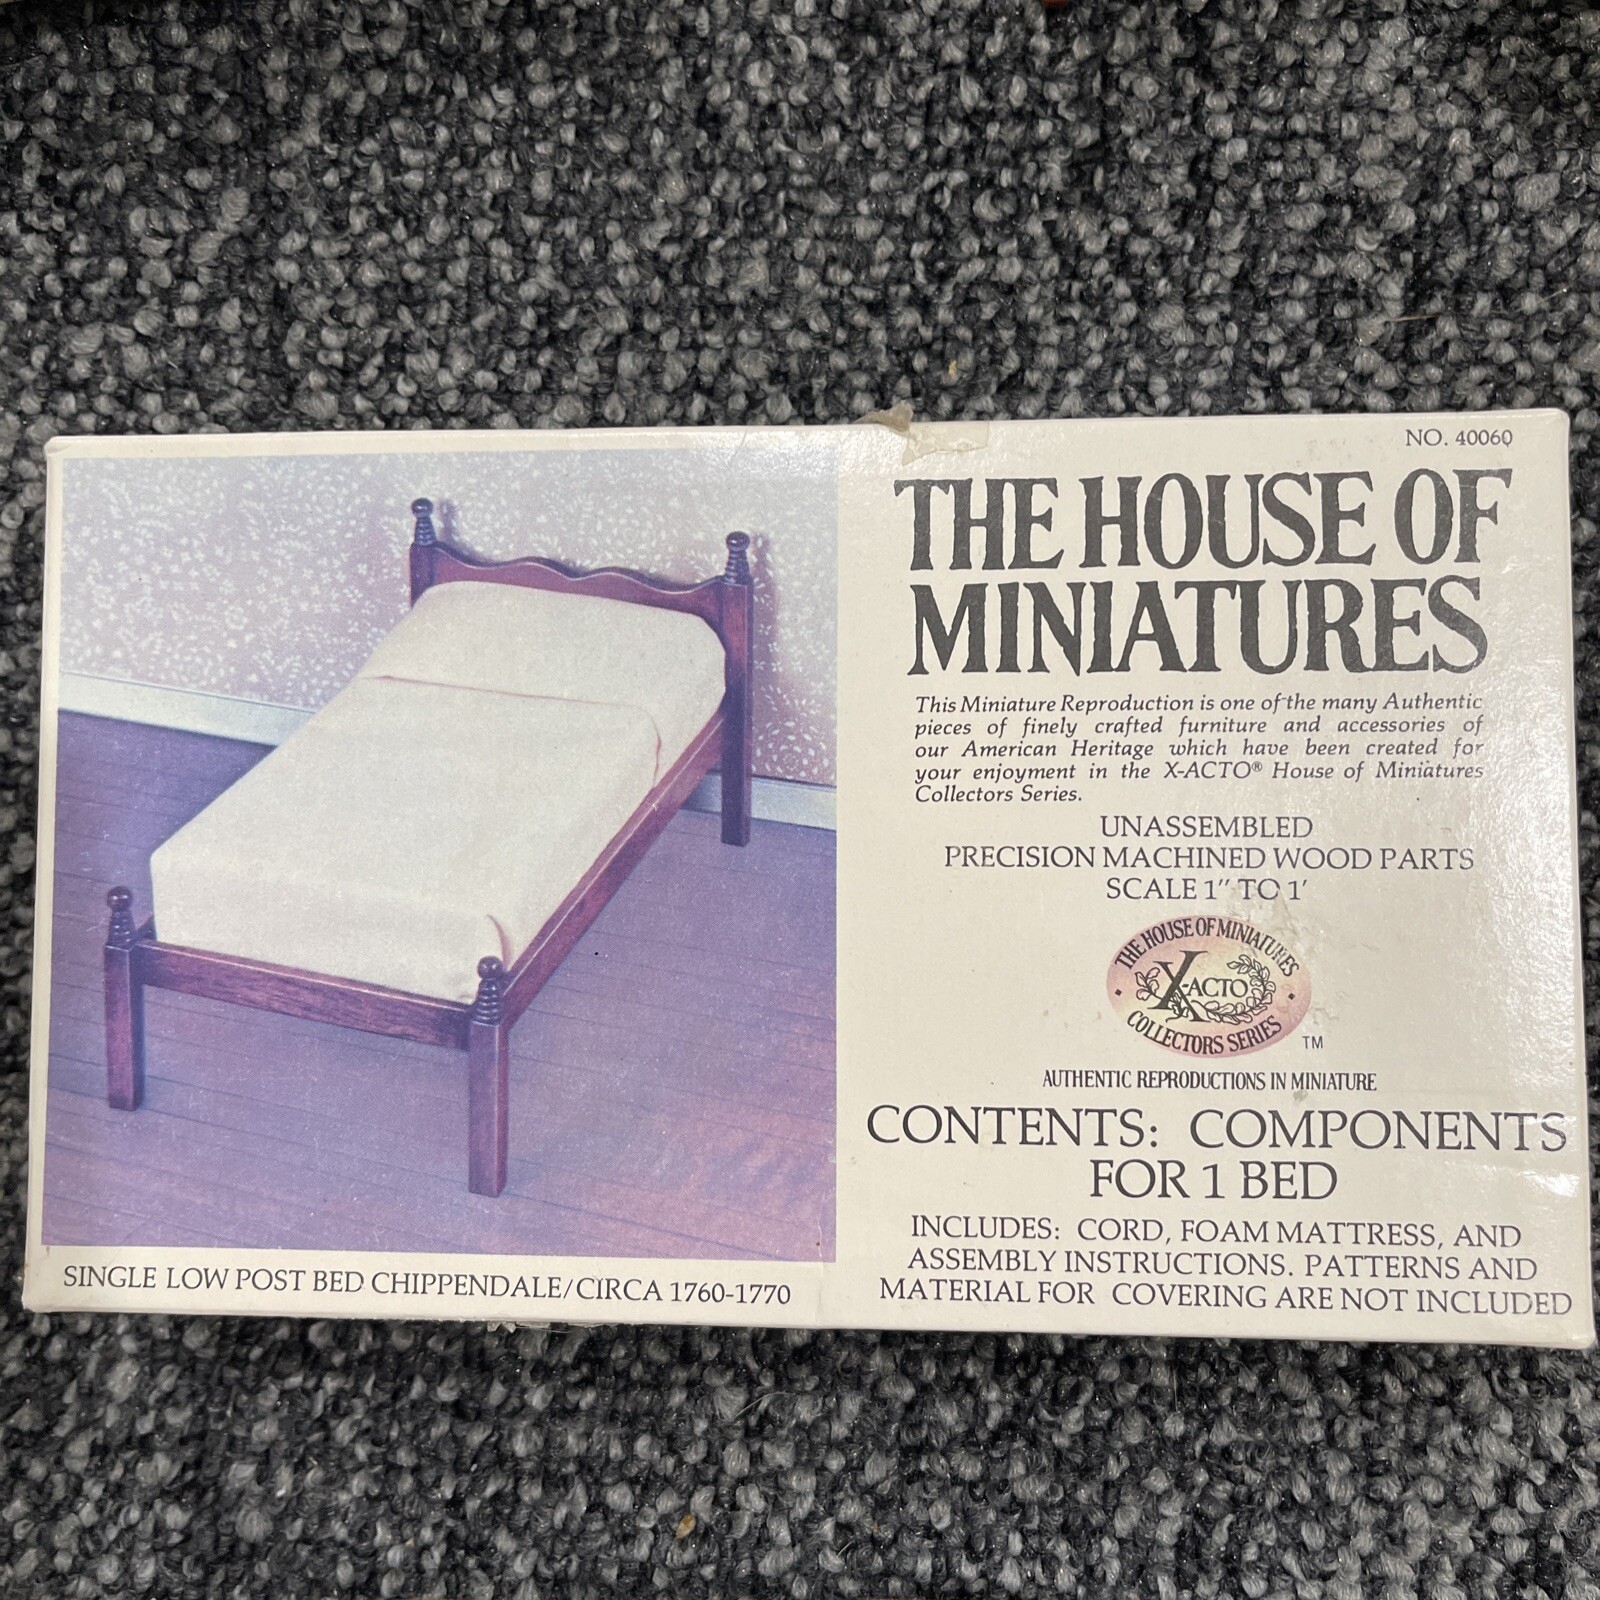 NO. 40060
THE HOUSE OF
MINIATURES
This Miniature Reproduction is one of the many Authentic
pieces of finely crafted furniture and accessories of
our American Heritage which have been created for
your enjoyment in the X-ACTO® House of Miniatures
Collectors Series.
UNASSEMBLED
PRECISION MACHINED WOOD PARTS
SCALE 1" TO 1'
THE HOUSE OF MINIATURES
X-ACTO
COLLECTORS SERIES
TM
AUTHENTIC REPRODUCTIONS IN MINIATURE
CONTENTS: COMPONENTS
FOR 1 BED
INCLUDES: CORD, FOAM MATTRESS, AND
ASSEMBLY INSTRUCTIONS. PATTERNS AND
MATERIAL FOR COVERING ARE NOT INCLUDED
SINGLE LOW POST BED CHIPPENDALE/CIRCA 1760-1770